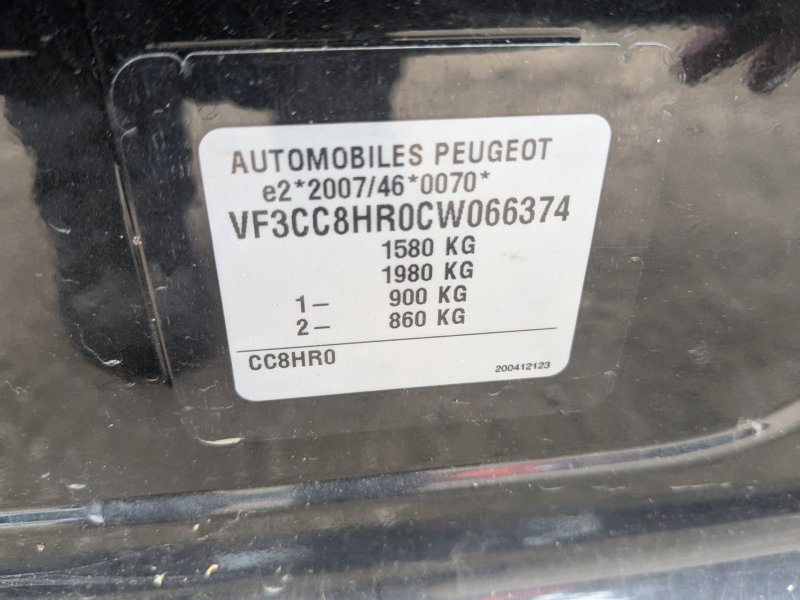 AUTOMOBILES PEUGEOT
e2*2007/46*0070*
VF3CC8HR0CW066374
1580 KG
1980 KG
1– 900 KG
2– 860 KG
CC8HR0 200412123